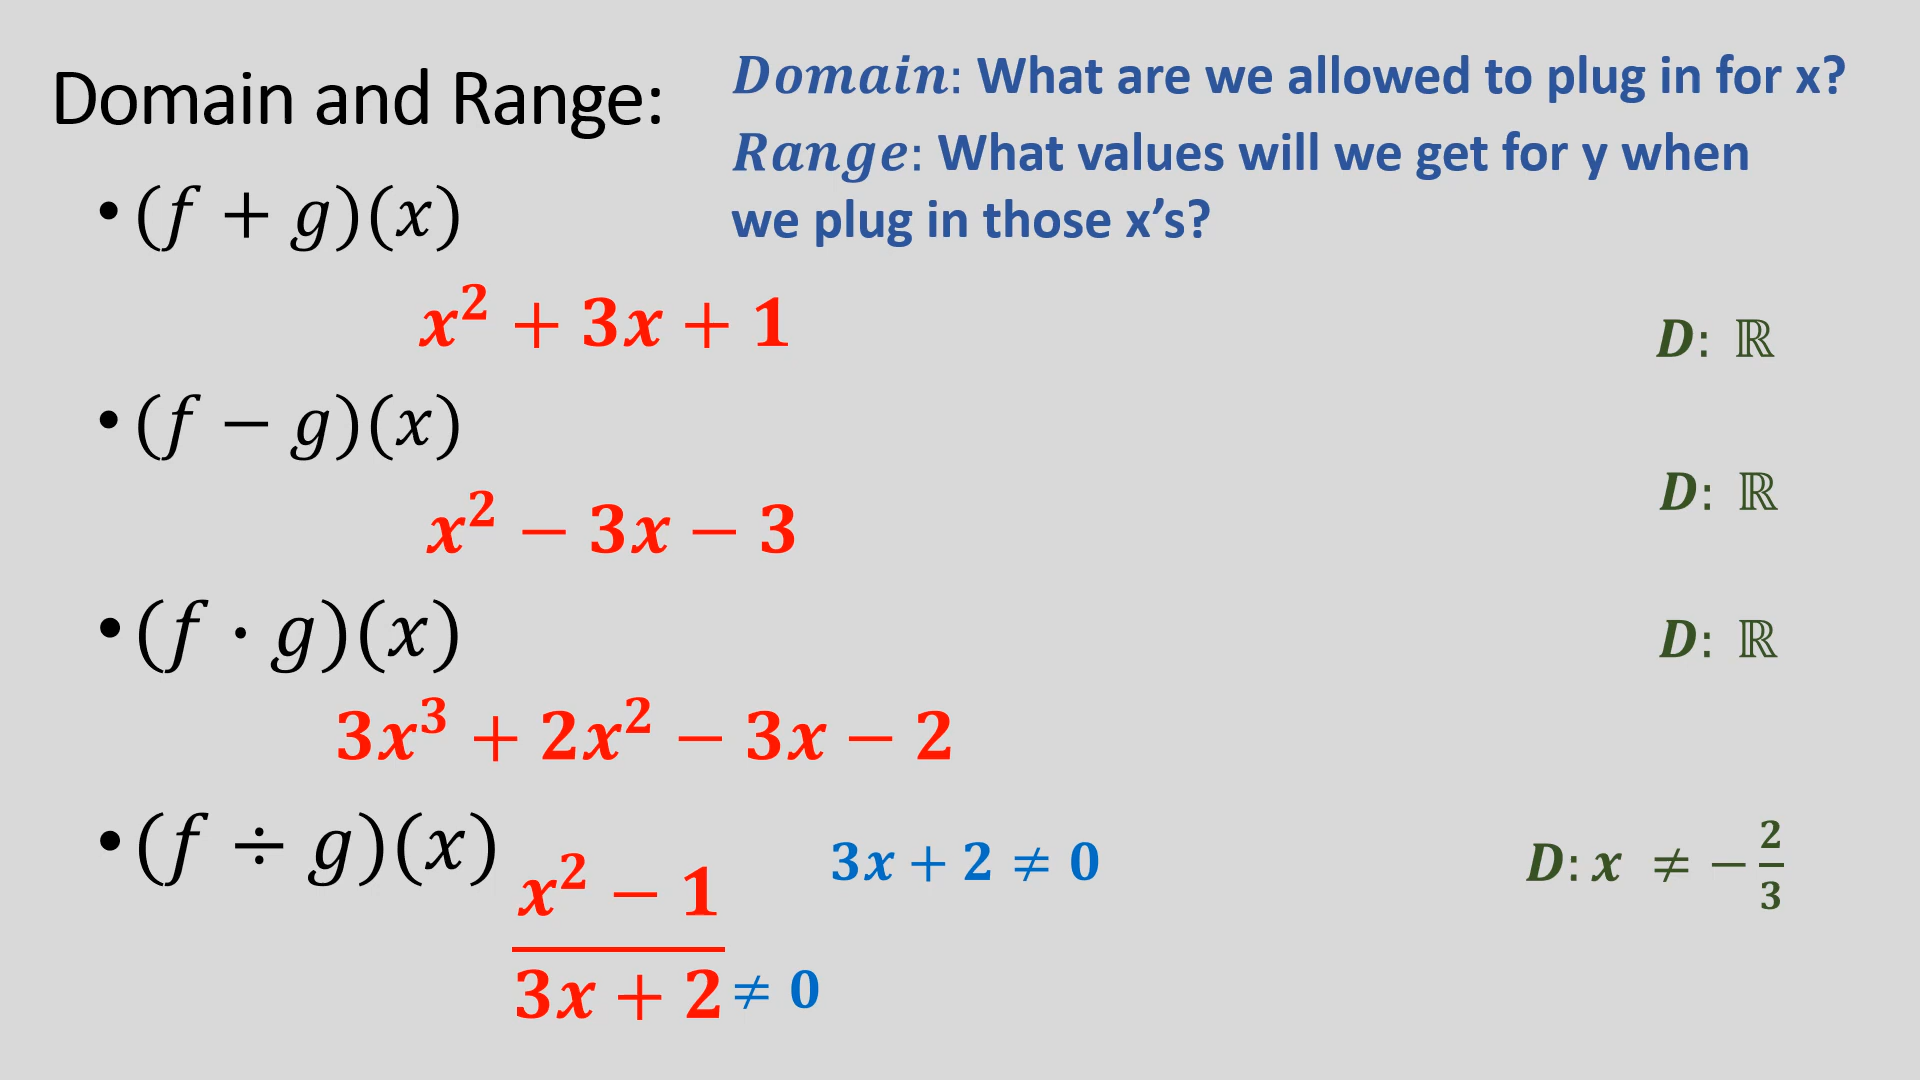 Domain and Range:
Domain: What are we allowed to plug in for x?
Range: What values will we get for y when
we plug in those x’s?
• (f + g)(x)
x² + 3x + 1
D: ℝ
• (f − g)(x)
x² − 3x − 3
D: ℝ
• (f · g)(x)
3x³ + 2x² − 3x − 2
D: ℝ
• (f ÷ g)(x)
x² − 1
3x + 2 ≠ 0
3x + 2 ≠ 0
D: x ≠ −2/3